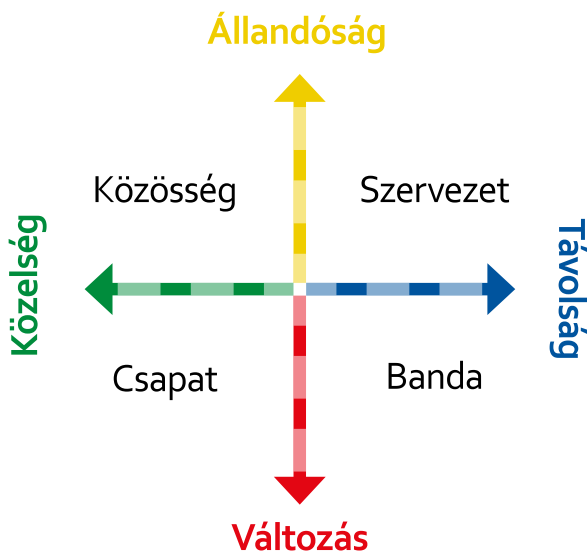 Állandóság
Közösség
Szervezet
Közelség
Távolság
Csapat
Banda
Változás